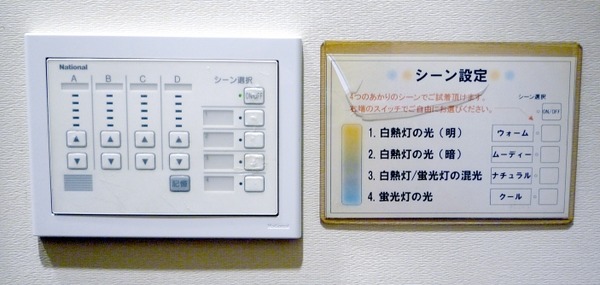 National
A B C D シーン選択
ON/OFF
記憶
シーン設定
4つのあかりのシーンでご試着頂けます。
右端のスイッチでご自由にお選びください。
シーン選択
ON/OFF
1. 白熱灯の光（明） ウォーム
2. 白熱灯の光（暗） ムーディー
3. 白熱灯/蛍光灯の混光 ナチュラル
4. 蛍光灯の光 クール